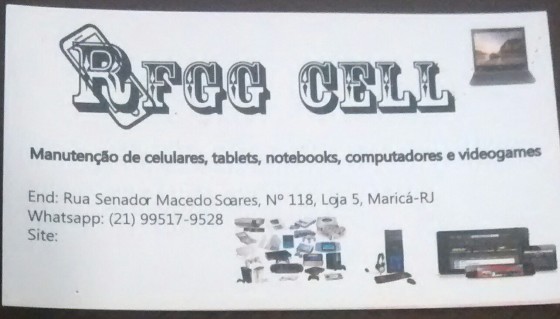 RFGG CELL
Manutenção de celulares, tablets, notebooks, computadores e videogames
End: Rua Senador Macedo Soares, Nº 118, Loja 5, Maricá-RJ
Whatsapp: (21) 99517-9528
Site: